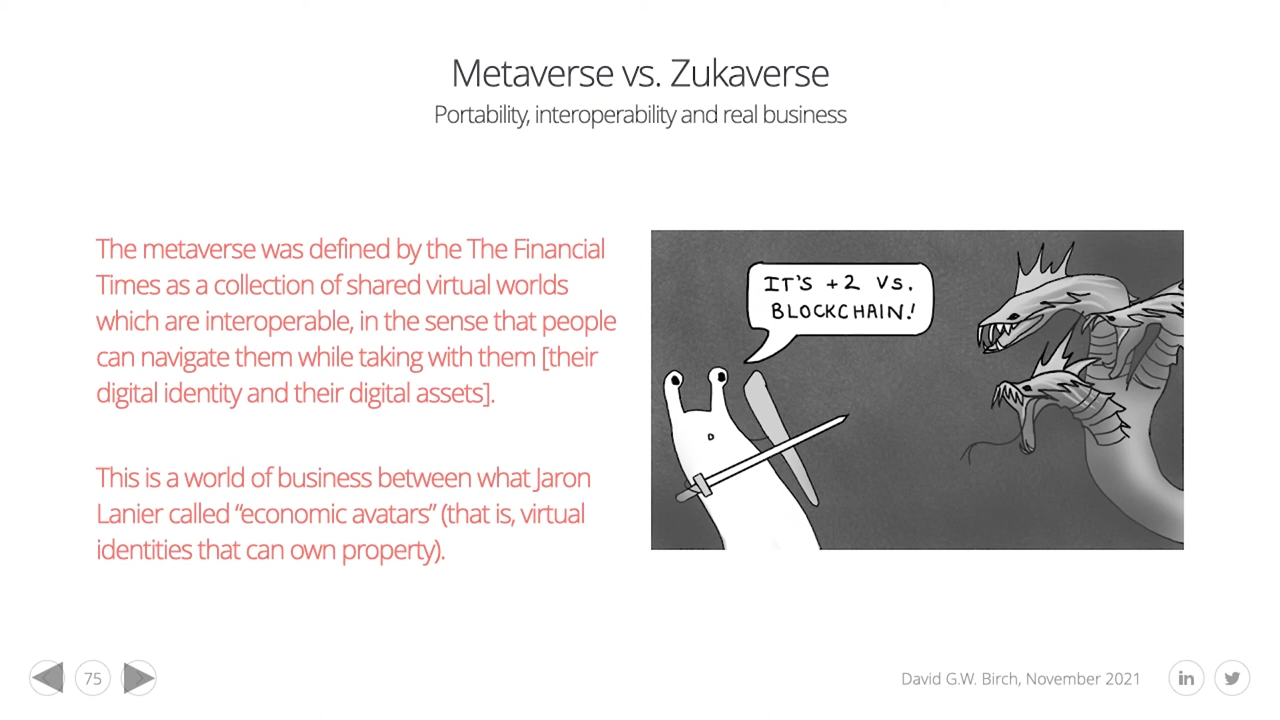 Metaverse vs. Zukaverse
Portability, interoperability and real business
The metaverse was defined by the The Financial
Times as a collection of shared virtual worlds
which are interoperable, in the sense that people
can navigate them while taking with them [their
digital identity and their digital assets].
This is a world of business between what Jaron
Lanier called “economic avatars” (that is, virtual
identities that can own property).
IT'S +2 VS.
BLOCKCHAIN!
75
David G.W. Birch, November 2021
in